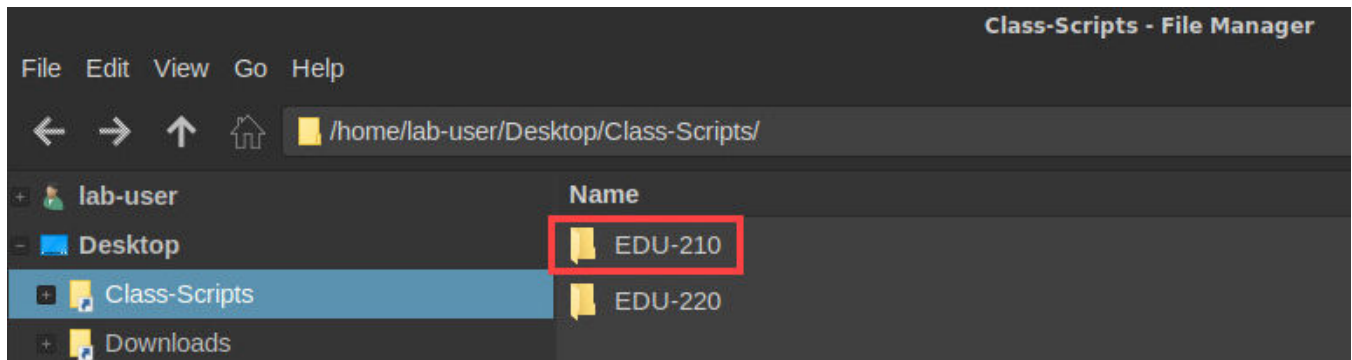 Class-Scripts - File Manager
File Edit View Go Help
/home/lab-user/Desktop/Class-Scripts/
lab-user
Name
Desktop
EDU-210
Class-Scripts
EDU-220
Downloads